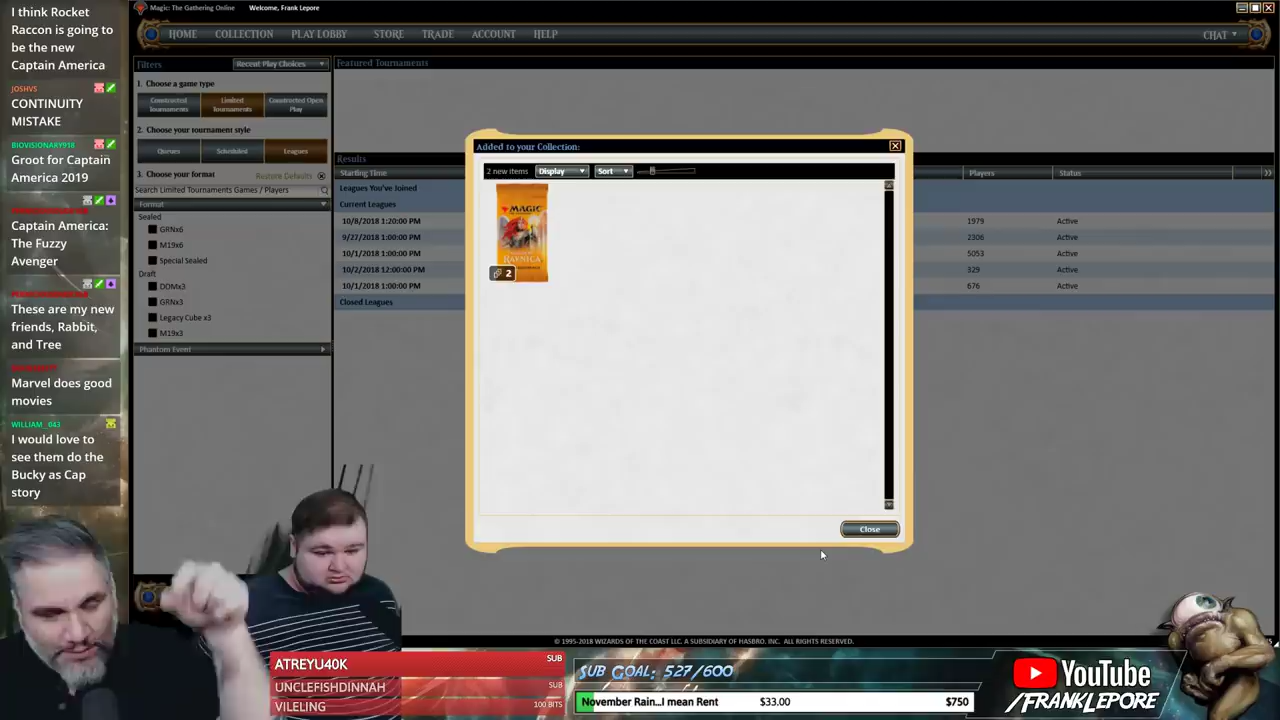 I think Rocket
Raccon is going to
be the new
Captain America
JOSHVS
CONTINUITY
MISTAKE
BIOVISIONARY918
Groot for Captain
America 2019
Captain America:
The Fuzzy
Avenger
These are my new
friends, Rabbit,
and Tree
Marvel does good
movies
WILLIAM_043
I would love to
see them do the
Bucky as Cap
story
Magic: The Gathering Online Welcome, Frank Lepore
HOME COLLECTION PLAY LOBBY STORE TRADE ACCOUNT HELP CHAT
Filters Recent Play Choices
1. Choose a game type
Constructed Tournaments Limited Tournaments Constructed Open Play
2. Choose your tournament style
Queues Scheduled Leagues
3. Choose your format Restore Defaults
Search Limited Tournaments Games / Players
Format
Sealed
GRNx6
M19x6
Special Sealed
Draft
DOMx3
GRNx3
Legacy Cube x3
M19x3
Phantom Event
Featured Tournaments
Results
Starting Time Players Status
Leagues You've Joined
Current Leagues
10/8/2018 1:20:00 PM 1979 Active
9/27/2018 1:00:00 PM 2306 Active
10/1/2018 1:00:00 PM 5053 Active
10/2/2018 12:00:00 PM 329 Active
10/1/2018 1:00:00 PM 676 Active
Closed Leagues
Added to your Collection:
2 new items Display Sort
MAGIC
RAVNICA
2
Close
© 1995-2018 WIZARDS OF THE COAST LLC. A SUBSIDIARY OF HASBRO, INC. ALL RIGHTS RESERVED.
ATREYU40K SUB
UNCLEFISHDINNAH SUB
VILELING 100 BITS
SUB GOAL: 527/600
November Rain...I mean Rent $33.00 $750
YouTube
/FRANKLEPORE